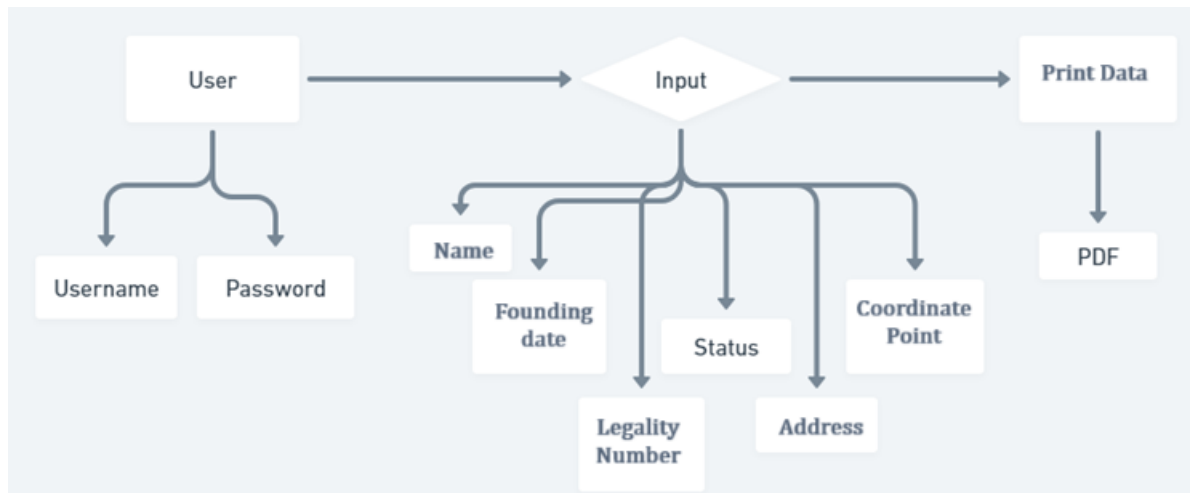 User
Input
Print Data
Username
Password
Name
Founding
date
Legality
Number
Status
Address
Coordinate
Point
PDF